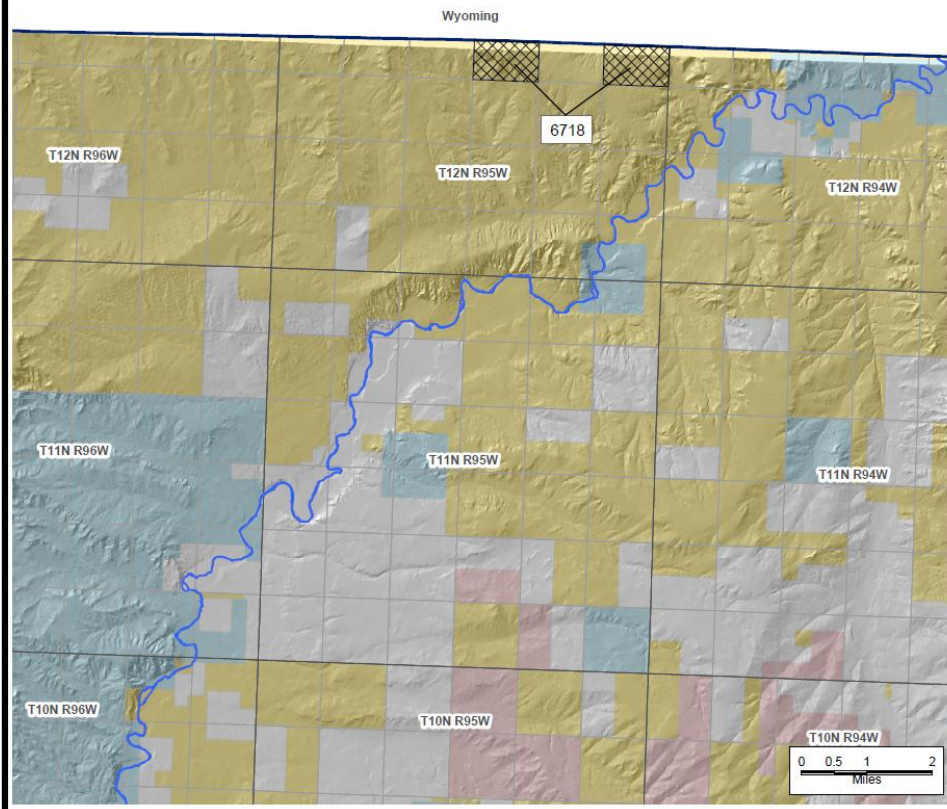 Wyoming
6718
T12N R96W
T12N R95W
T12N R94W
T11N R96W
T11N R95W
T11N R94W
T10N R96W
T10N R95W
T10N R94W
0 0.5 1 2
Miles